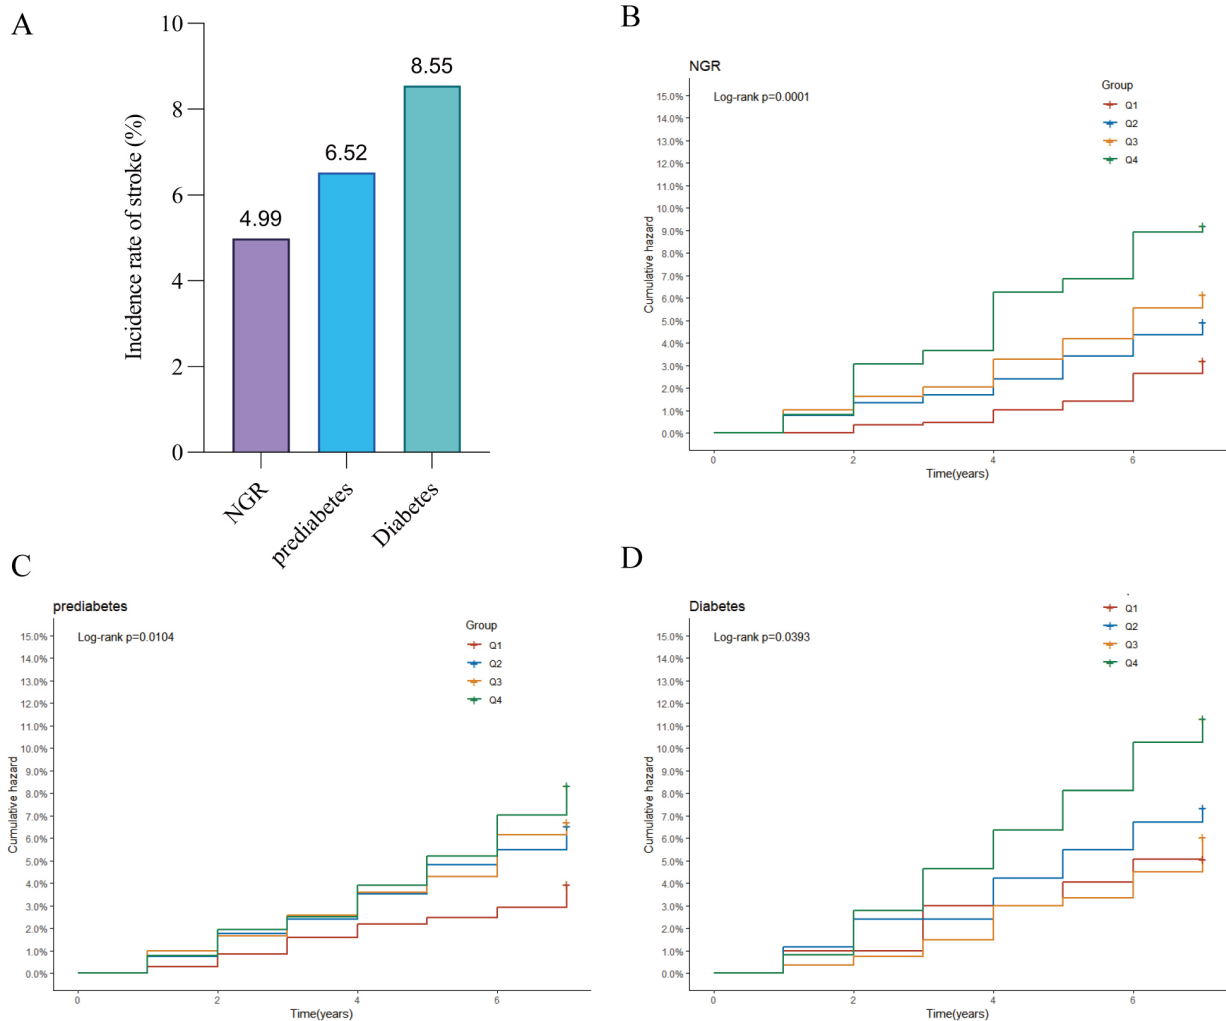 A
10
8
6
4
2
0
Incidence rate of stroke (%)
4.99
6.52
8.55
NGR
prediabetes
Diabetes
B
NGR
Log-rank p=0.0001
Group
Q1
Q2
Q3
Q4
15.0%
14.0%
13.0%
12.0%
11.0%
10.0%
9.0%
8.0%
7.0%
6.0%
5.0%
4.0%
3.0%
2.0%
1.0%
0.0%
Cumulative hazard
0 2 4 6
Time(years)
C
prediabetes
Log-rank p=0.0104
Group
Q1
Q2
Q3
Q4
15.0%
14.0%
13.0%
12.0%
11.0%
10.0%
9.0%
8.0%
7.0%
6.0%
5.0%
4.0%
3.0%
2.0%
1.0%
0.0%
Cumulative hazard
0 2 4 6
Time(years)
D
Diabetes
Log-rank p=0.0393
Q1
Q2
Q3
Q4
15.0%
14.0%
13.0%
12.0%
11.0%
10.0%
9.0%
8.0%
7.0%
6.0%
5.0%
4.0%
3.0%
2.0%
1.0%
0.0%
Cumulative hazard
0 2 4 6
Time(years)